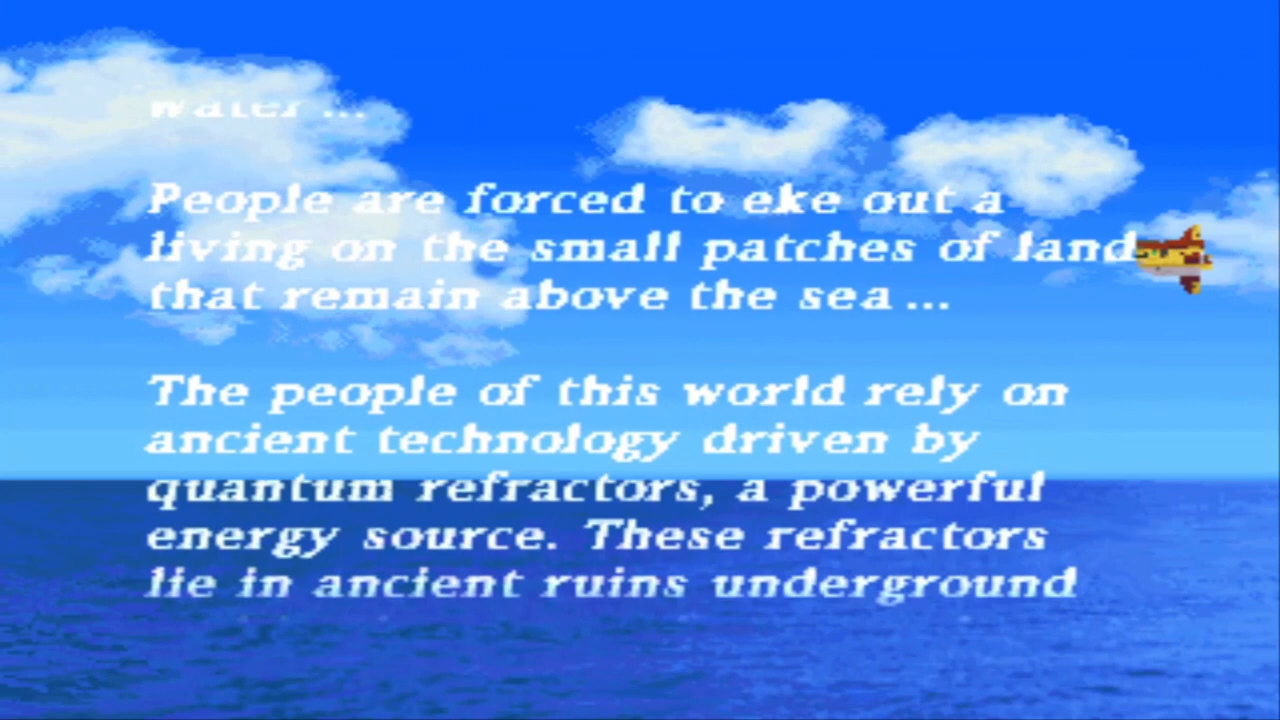 water ...
People are forced to eke out a
living on the small patches of land
that remain above the sea ...
The people of this world rely on
ancient technology driven by
quantum refractors, a powerful
energy source. These refractors
lie in ancient ruins underground